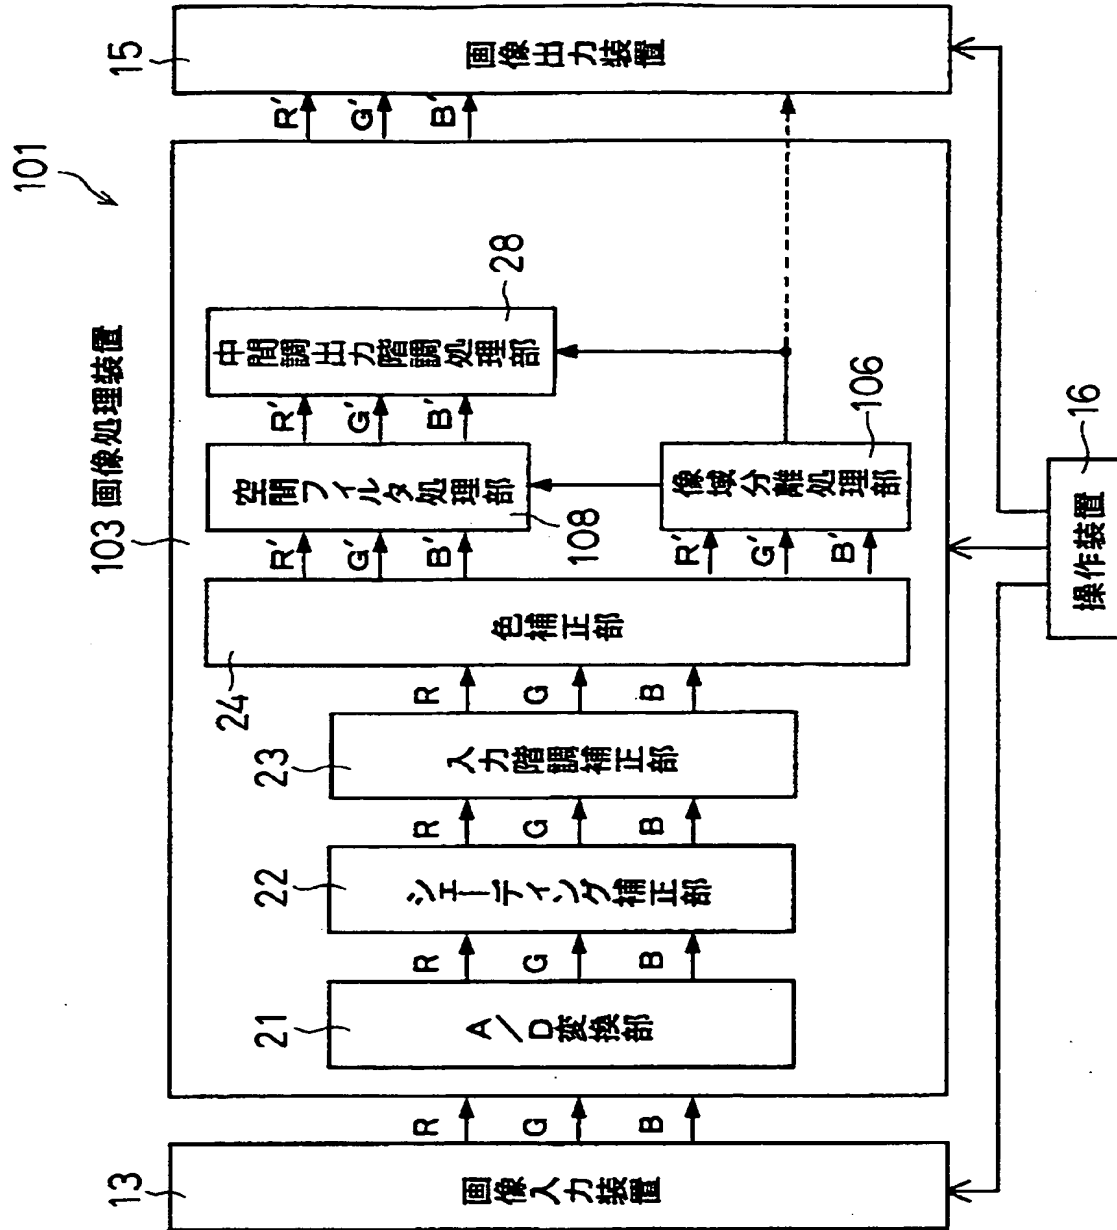 101
103 画像処理装置
13
画像入力装置
R
G
B
21
A/D変換部
R
G
B
22
シェーディング補正部
R
G
B
23
入力階調補正部
R
G
B
24
色補正部
R'
G'
B'
空間フィルタ処理部
108
R'
G'
B'
像域分離処理部
106
R'
G'
B'
中間調出力階調処理部
28
R'
G'
B'
15
画像出力装置
16
操作装置